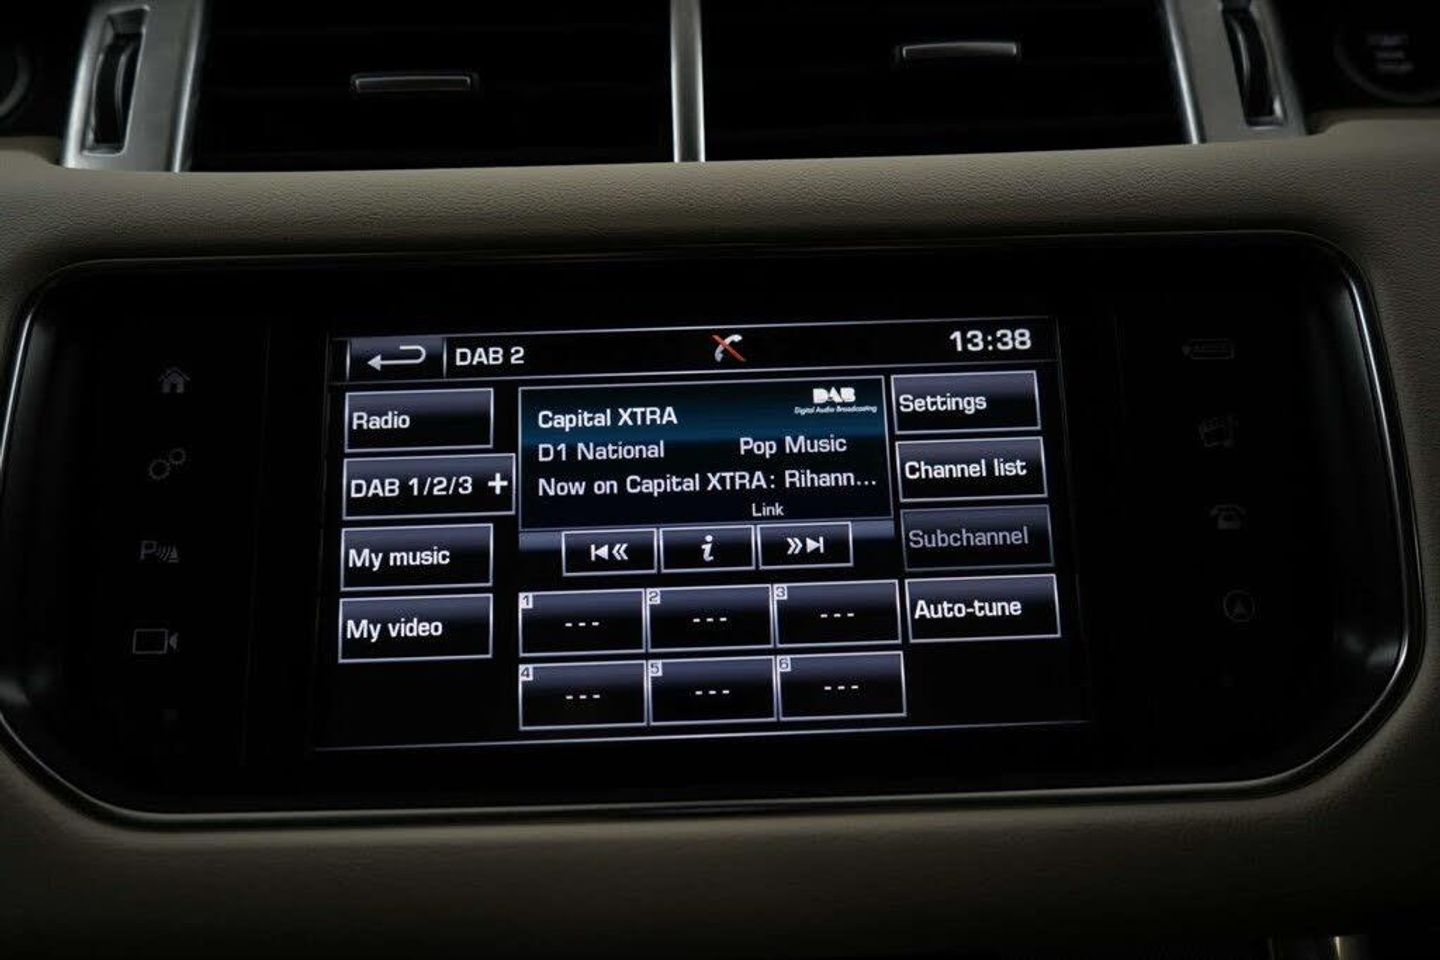 DAB 2
13:38
Radio
DAB 1/2/3 +
My music
My video
Capital XTRA
DAB
Digital Audio Broadcasting
D1 National Pop Music
Now on Capital XTRA: Rihann...
Link
i
1 ---
2 ---
3 ---
4 ---
5 ---
6 ---
Settings
Channel list
Subchannel
Auto-tune
P